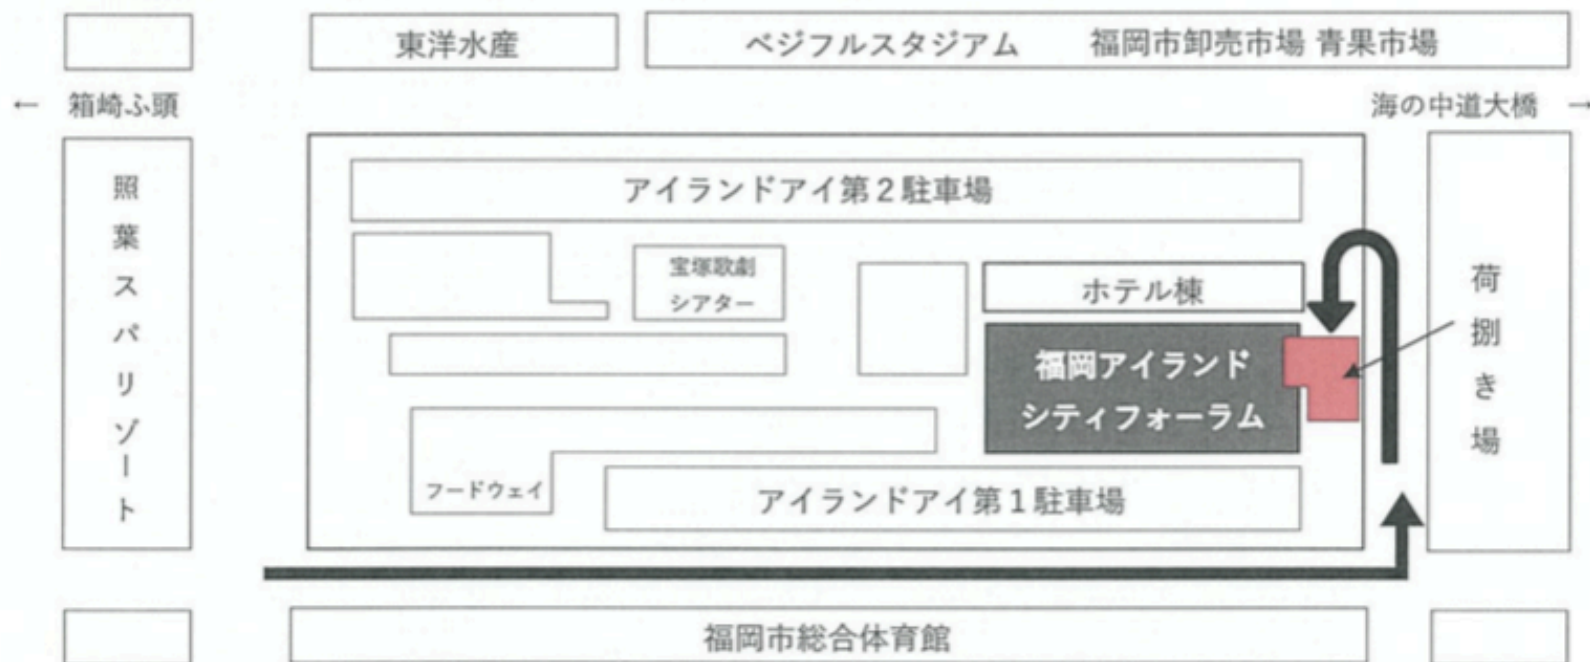 東洋水産
ベジフルスタジアム 福岡市卸売市場 青果市場
← 箱崎ふ頭
海の中道大橋 →
照葉スパリゾート
アイランドアイ第2駐車場
宝塚歌劇
シアター
ホテル棟
荷捌き場
福岡アイランド
シティフォーラム
フードウェイ
アイランドアイ第1駐車場
福岡市総合体育館